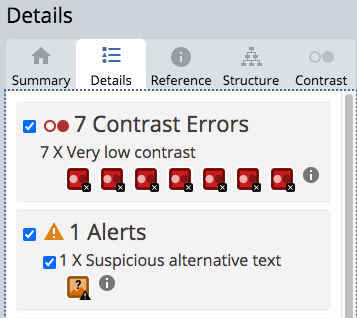 Details
Summary Details Reference Structure Contrast
7 Contrast Errors
7 X Very low contrast
1 Alerts
1 X Suspicious alternative text